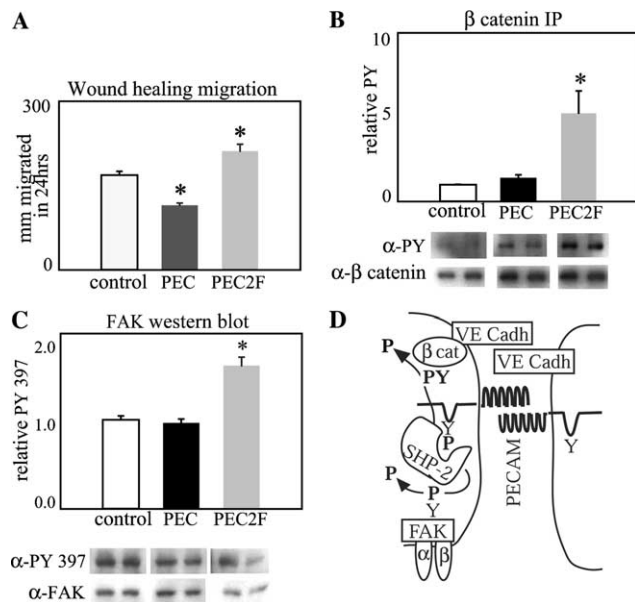 A
Wound healing migration
300
mm migrated
in 24hrs
0
control PEC PEC2F
B
β catenin IP
10
relative PY
5
0
control PEC PEC2F
α-PY
α-β catenin
C
FAK western blot
2.0
relative PY 397
1.0
0.0
control PEC PEC2F
α-PY 397
α-FAK
D
VE Cadh
P β cat
VE Cadh
PY
Y
P
Y
SHP-2
PECAM
P P
Y
FAK
α β